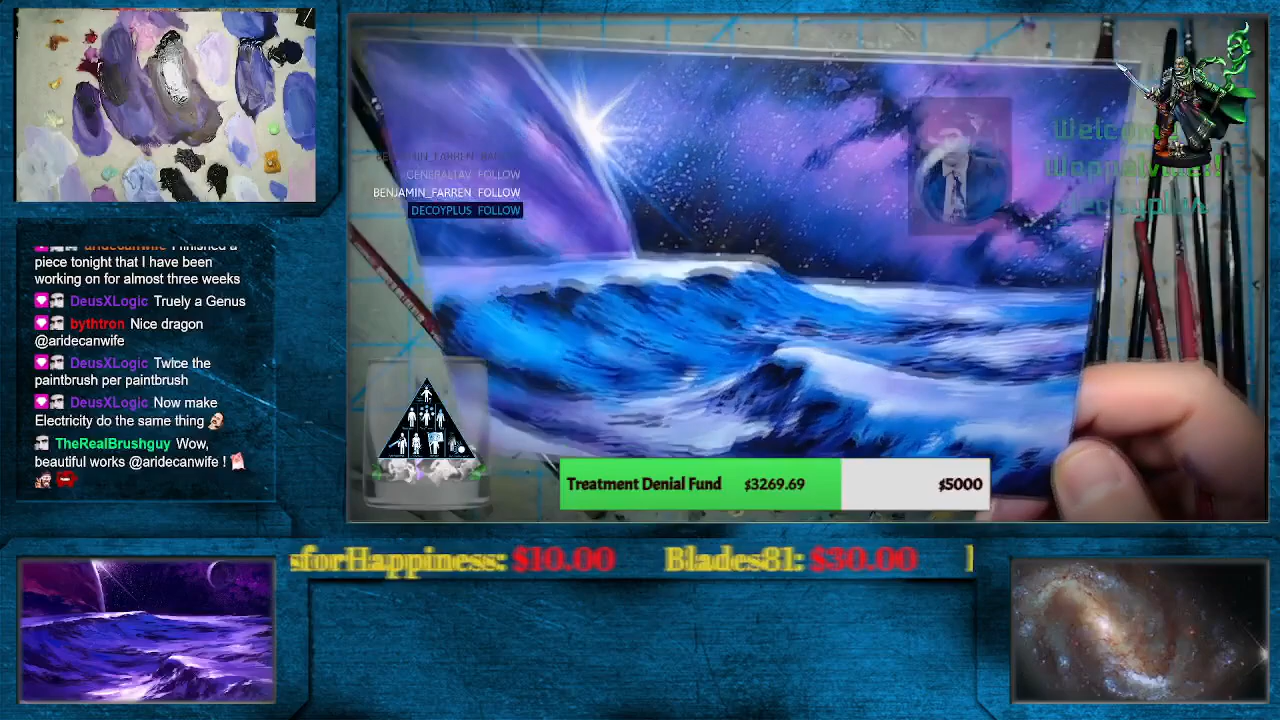 aridecanwife I finished a
piece tonight that I have been
working on for almost three weeks
DeusXLogic Truely a Genus
bythtron Nice dragon
@aridecanwife
DeusXLogic Twice the
paintbrush per paintbrush
DeusXLogic Now make
Electricity do the same thing
TheRealBrushguy Wow,
beautiful works @aridecanwife !
GENERALTAV FOLLOW
BENJAMIN_FARREN FOLLOW
DECOYPLUS FOLLOW
decoyplus
Treatment Denial Fund $3269.69 $5000
sforHappiness: $10.00 Blades81: $30.00